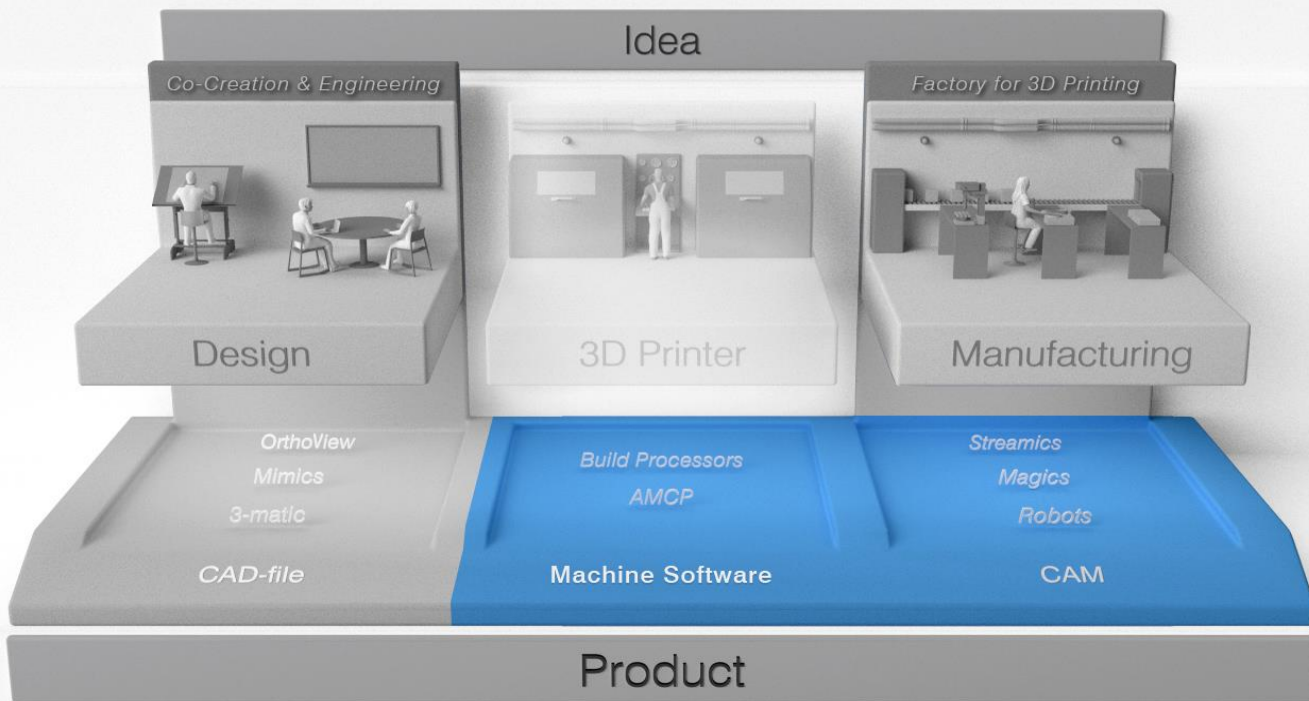 Idea
Co-Creation & Engineering
Factory for 3D Printing
Design
3D Printer
Manufacturing
OrthoView
Mimics
3-matic
CAD-file
Build Processors
AMCP
Machine Software
Streamics
Magics
Robots
CAM
Product